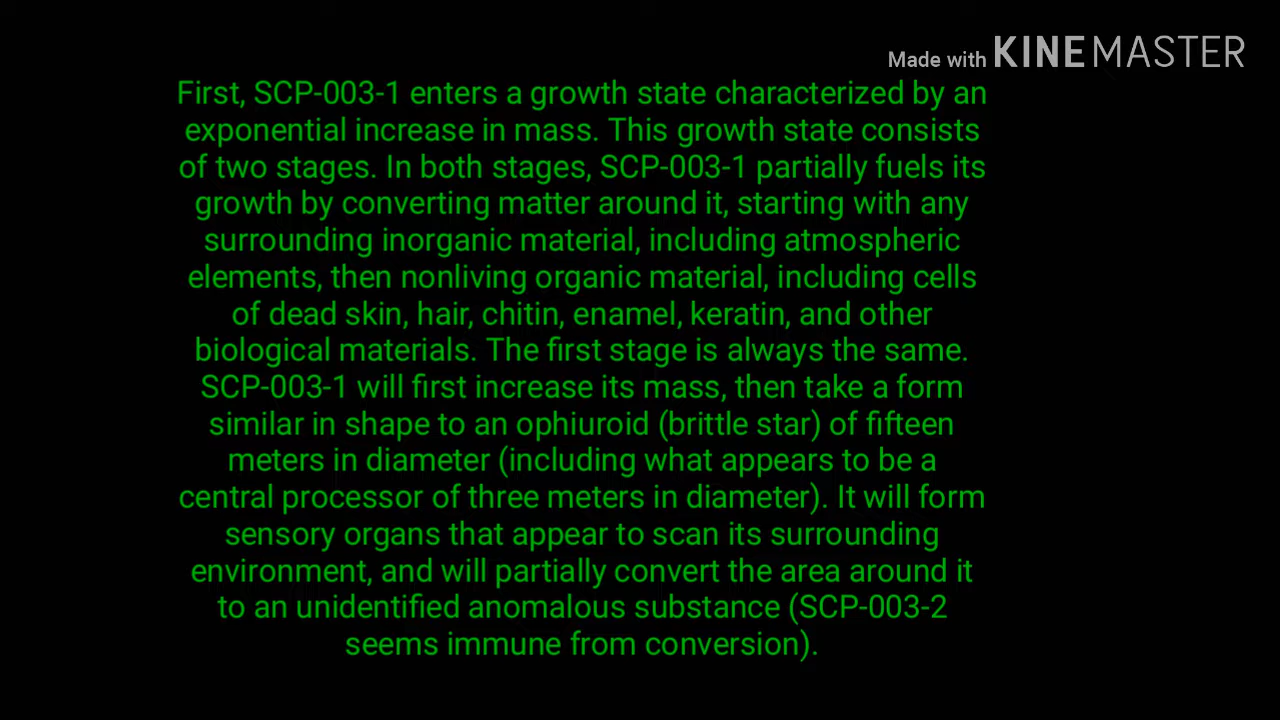 Made with KINEMASTER
First, SCP-003-1 enters a growth state characterized by an
exponential increase in mass. This growth state consists
of two stages. In both stages, SCP-003-1 partially fuels its
growth by converting matter around it, starting with any
surrounding inorganic material, including atmospheric
elements, then nonliving organic material, including cells
of dead skin, hair, chitin, enamel, keratin, and other
biological materials. The first stage is always the same.
SCP-003-1 will first increase its mass, then take a form
similar in shape to an ophiuroid (brittle star) of fifteen
meters in diameter (including what appears to be a
central processor of three meters in diameter). It will form
sensory organs that appear to scan its surrounding
environment, and will partially convert the area around it
to an unidentified anomalous substance (SCP-003-2
seems immune from conversion).